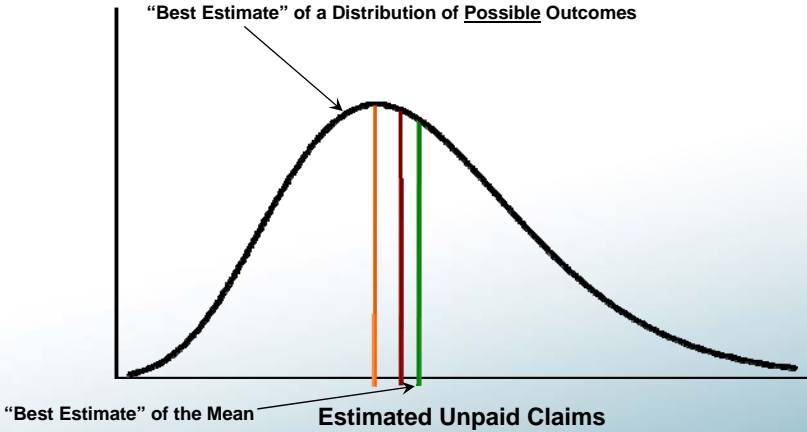 “Best Estimate” of a Distribution of Possible Outcomes
“Best Estimate” of the Mean
Estimated Unpaid Claims